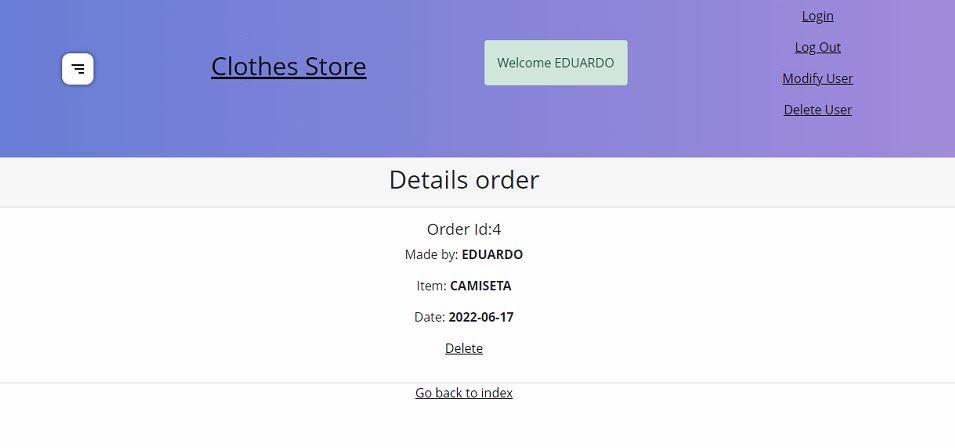 Login
Clothes Store
Welcome EDUARDO
Log Out
Modify User
Delete User
Details order
Order Id:4
Made by: EDUARDO
Item: CAMISETA
Date: 2022-06-17
Delete
Go back to index